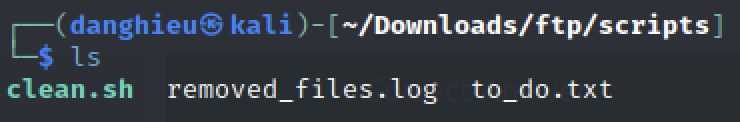 ┌──(danghieu㉿kali)-[~/Downloads/ftp/scripts]
└─$ ls
clean.sh  removed_files.log  to_do.txt